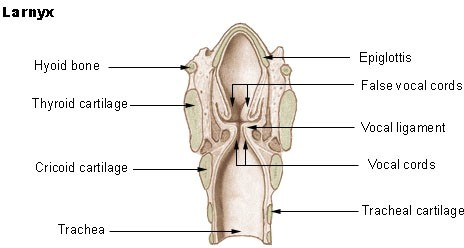 Larnyx
Hyoid bone
Thyroid cartilage
Cricoid cartilage
Trachea
Epiglottis
False vocal cords
Vocal ligament
Vocal cords
Tracheal cartilage